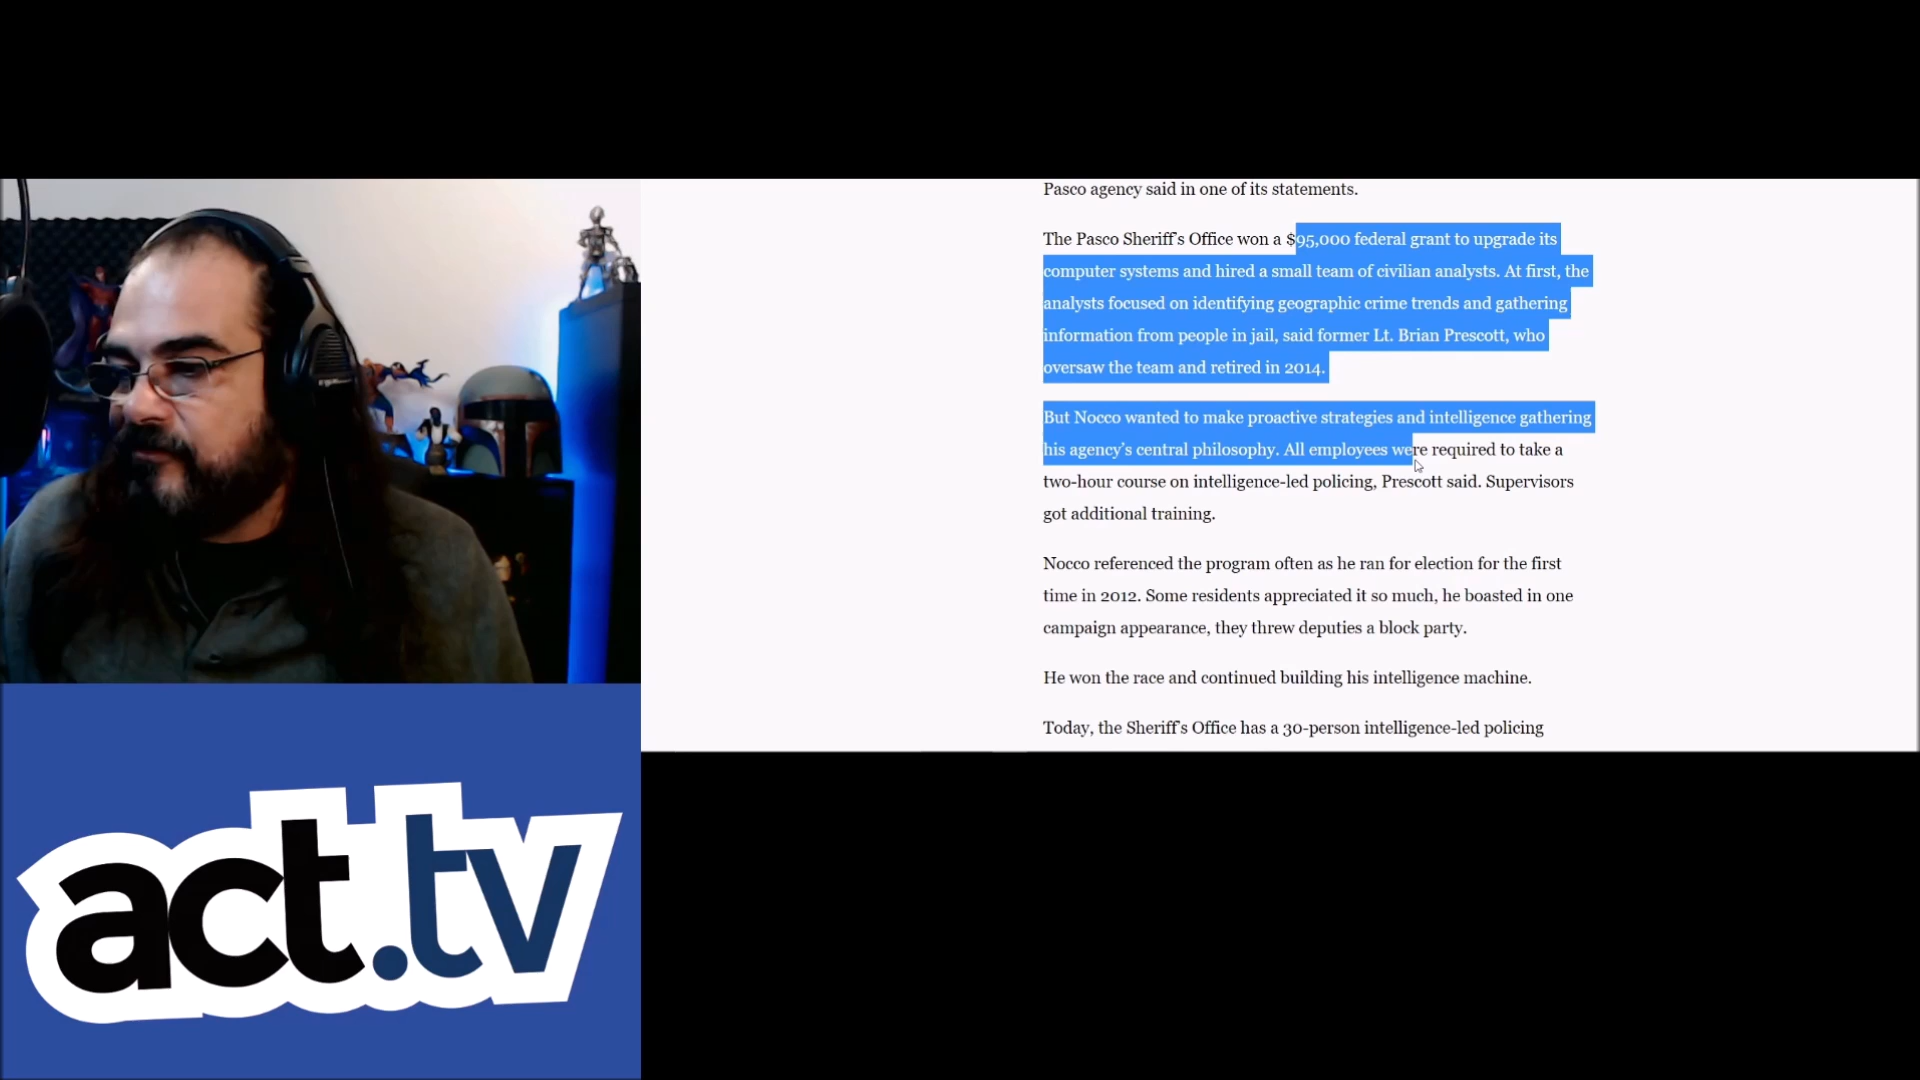 Pasco agency said in one of its statements.
The Pasco Sheriff's Office won a $95,000 federal grant to upgrade its
computer systems and hired a small team of civilian analysts. At first, the
analysts focused on identifying geographic crime trends and gathering
information from people in jail, said former Lt. Brian Prescott, who
oversaw the team and retired in 2014.
But Nocco wanted to make proactive strategies and intelligence gathering
his agency's central philosophy. All employees were required to take a
two-hour course on intelligence-led policing, Prescott said. Supervisors
got additional training.
Nocco referenced the program often as he ran for election for the first
time in 2012. Some residents appreciated it so much, he boasted in one
campaign appearance, they threw deputies a block party.
He won the race and continued building his intelligence machine.
Today, the Sheriff's Office has a 30-person intelligence-led policing
act.tv